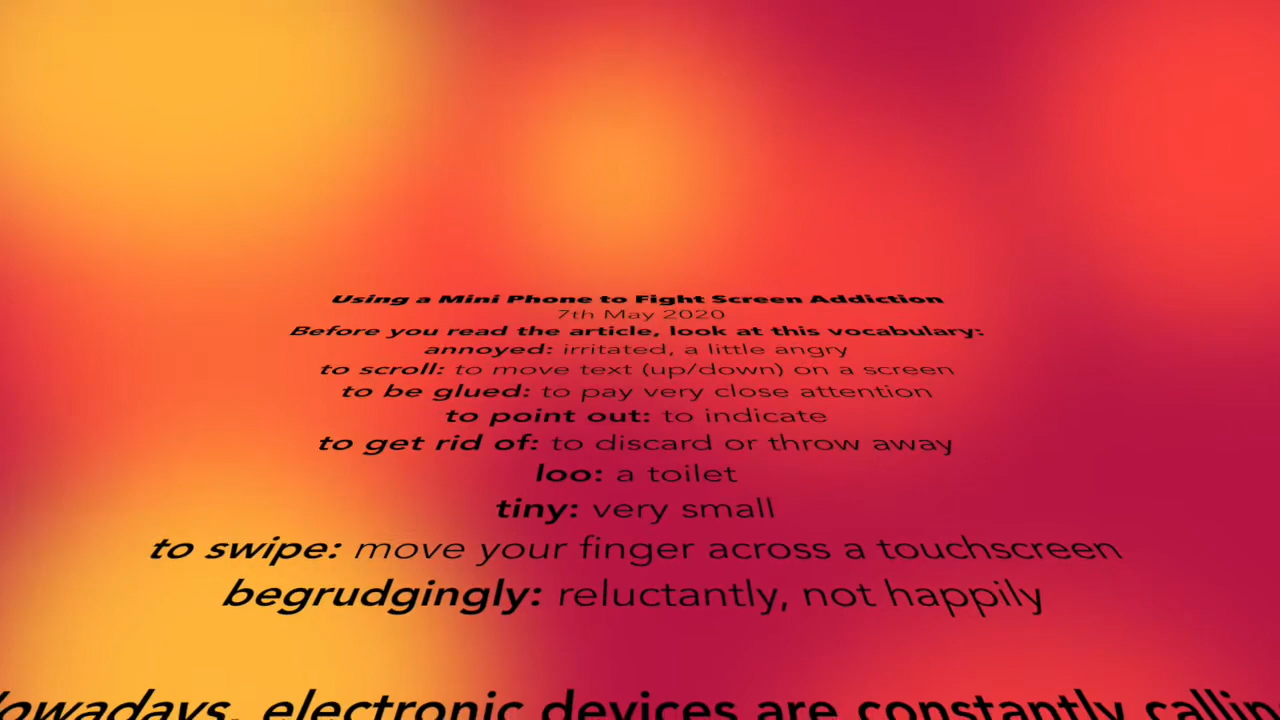 Using a Mini Phone to Fight Screen Addiction
7th May 2020
Before you read the article, look at this vocabulary:
annoyed: irritated, a little angry
to scroll: to move text (up/down) on a screen
to be glued: to pay very close attention
to point out: to indicate
to get rid of: to discard or throw away
loo: a toilet
tiny: very small
to swipe: move your finger across a touchscreen
begrudgingly: reluctantly, not happily
electronic devices are constantly